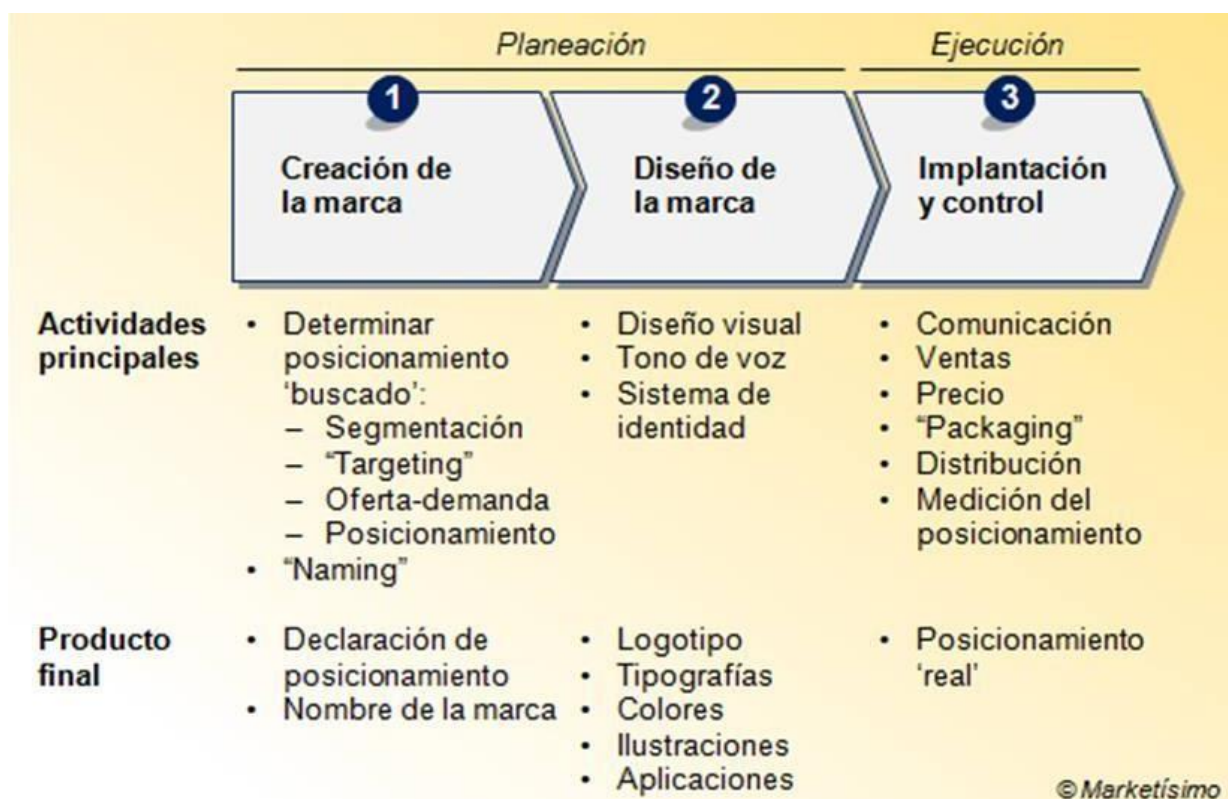 Planeación
Ejecución
1
2
3
Creación de
la marca
Diseño de
la marca
Implantación
y control
Actividades
principales
• Determinar
posicionamiento
‘buscado’:
– Segmentación
– “Targeting”
– Oferta-demanda
– Posicionamiento
• “Naming”
• Diseño visual
• Tono de voz
• Sistema de
identidad
• Comunicación
• Ventas
• Precio
• “Packaging”
• Distribución
• Medición del
posicionamiento
Producto
final
• Declaración de
posicionamiento
• Nombre de la marca
• Logotipo
• Tipografías
• Colores
• Ilustraciones
• Aplicaciones
• Posicionamiento
‘real’
© Marketísimo